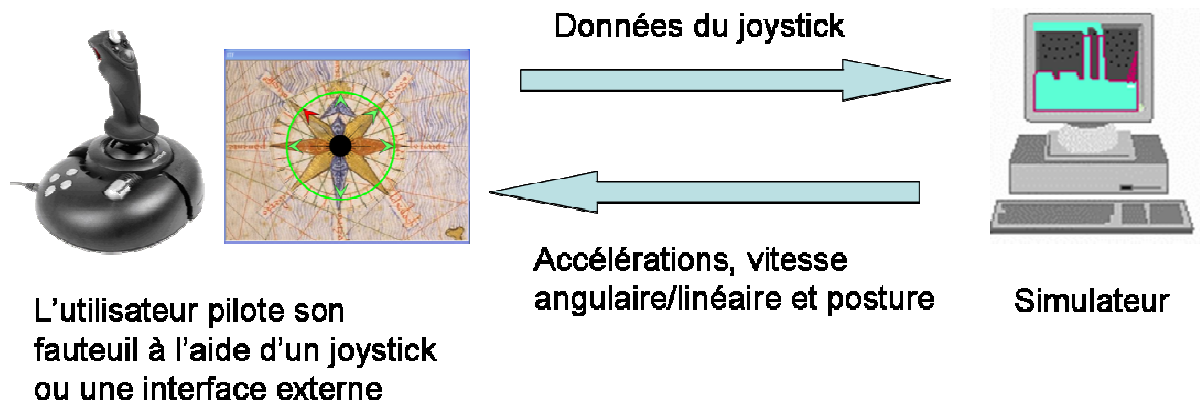 Données du joystick
Accélérations, vitesse
angulaire/linéaire et posture
Simulateur
L'utilisateur pilote son
fauteuil à l'aide d'un joystick
ou une interface externe